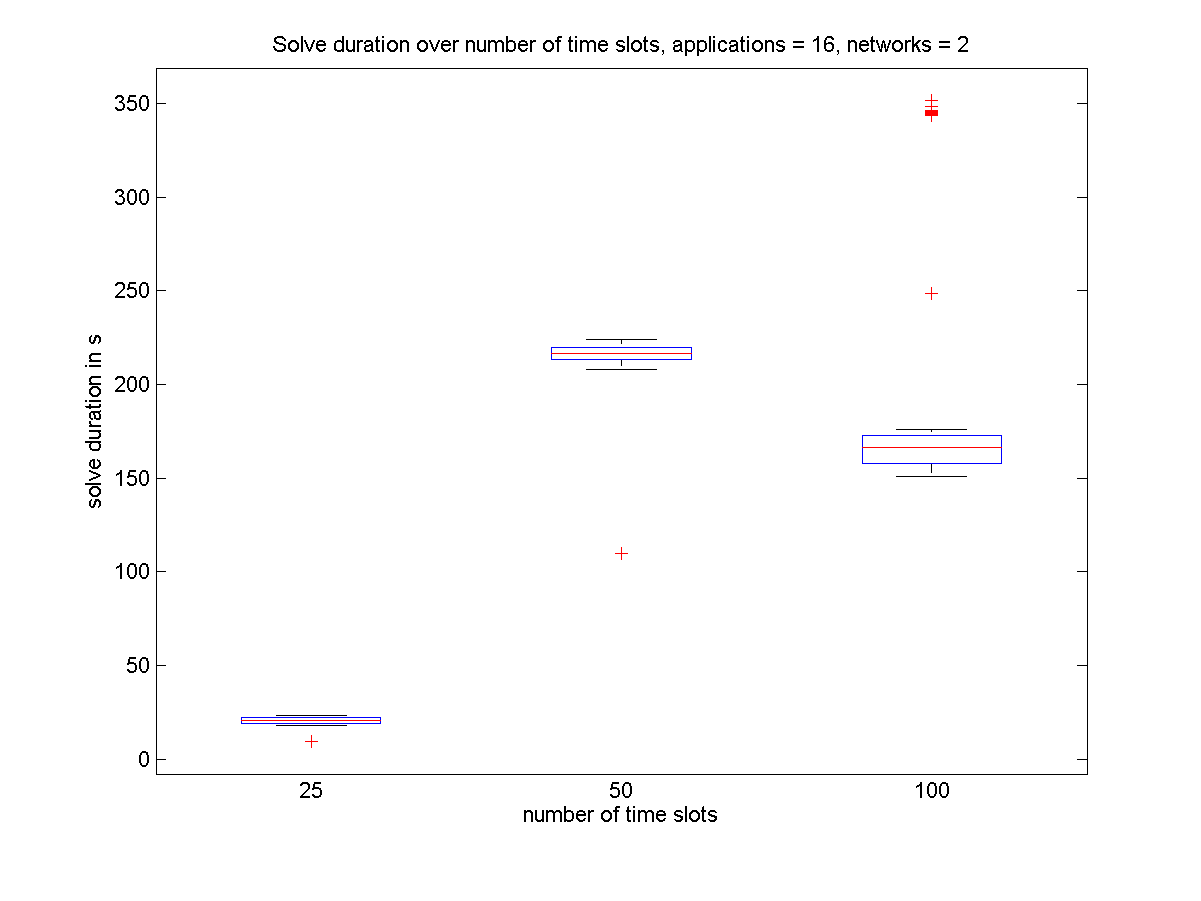 Solve duration over number of time slots, applications = 16, networks = 2
350
300
250
200
150
100
50
0
solve duration in s
25 50 100
number of time slots